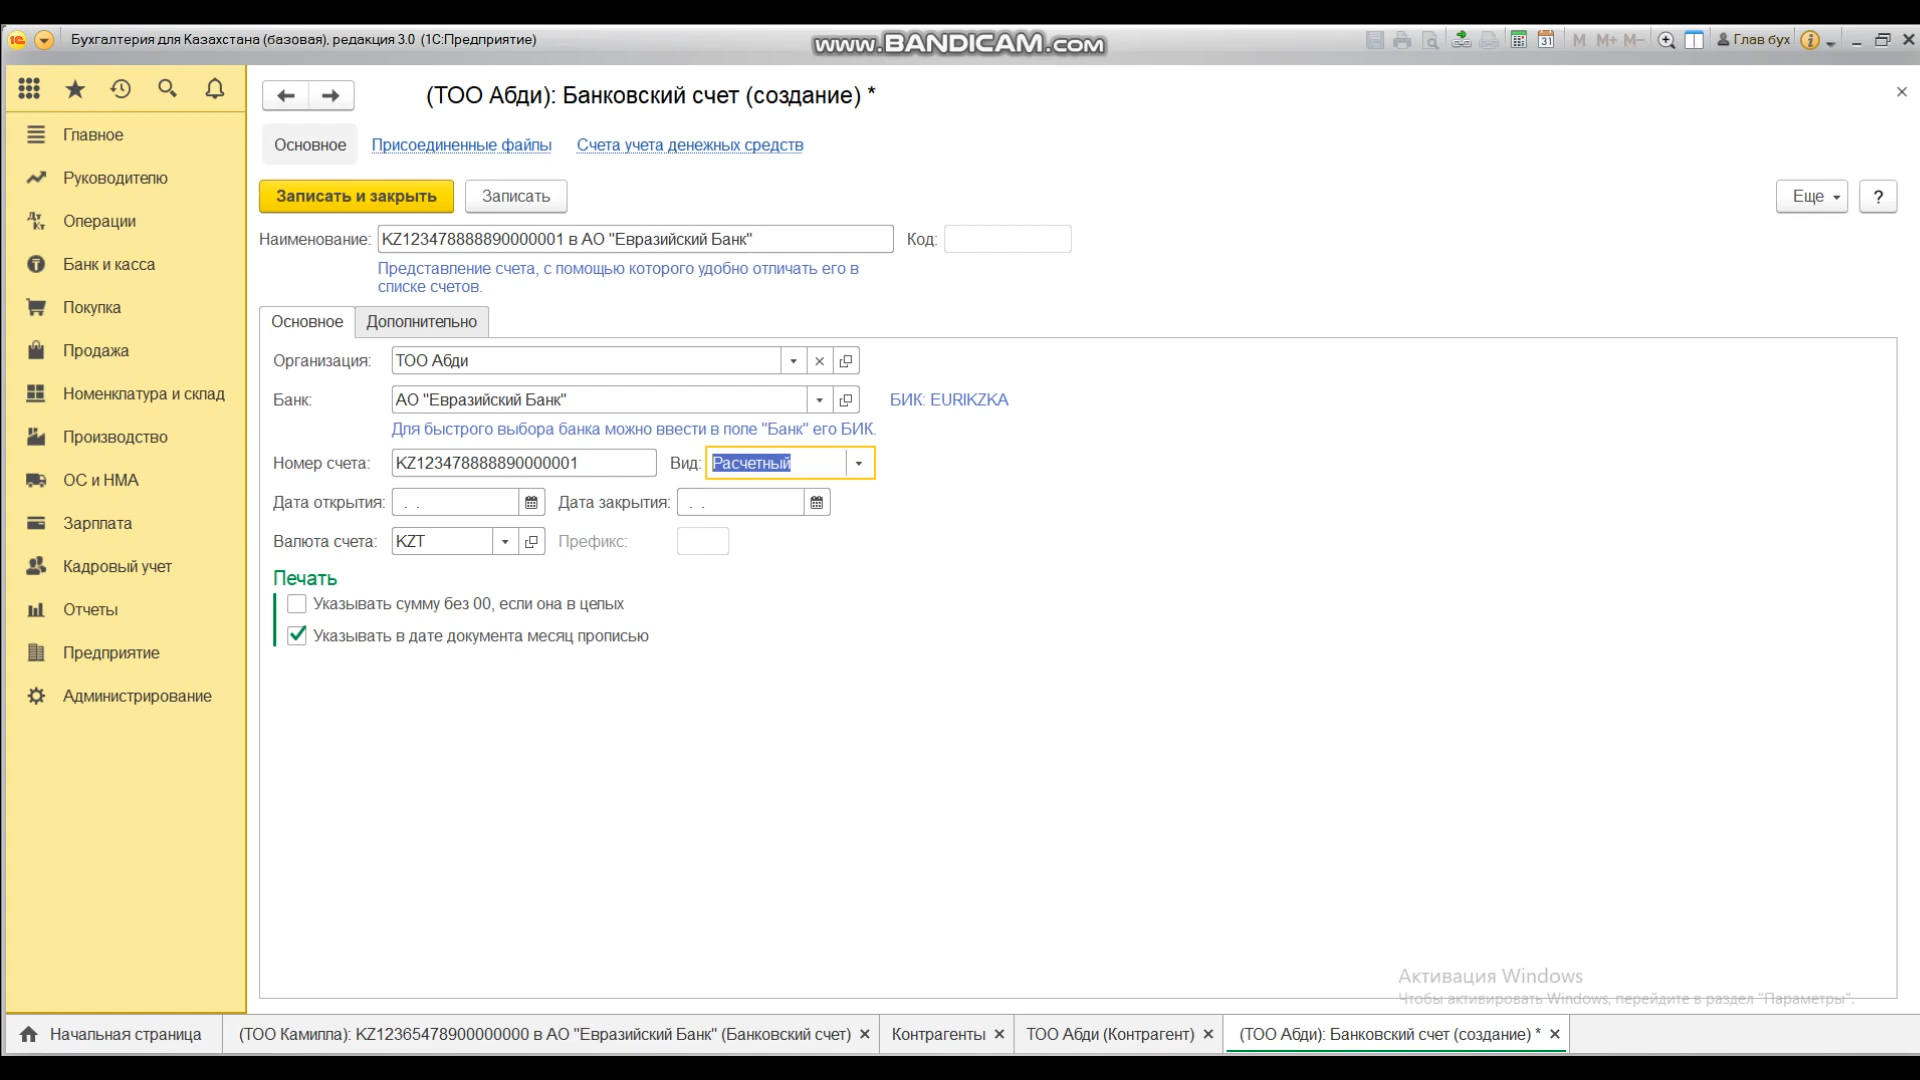 Бухгалтерия для Казахстана (базовая), редакция 3.0 (1С:Предприятие)
www.BANDICAM.com
M M+ M- Глав бух
Главное
Руководителю
Операции
Банк и касса
Покупка
Продажа
Номенклатура и склад
Производство
ОС и НМА
Зарплата
Кадровый учет
Отчеты
Предприятие
Администрирование
(ТОО Абди): Банковский счет (создание) *
Основное Присоединенные файлы Счета учета денежных средств
Записать и закрыть Записать Еще ?
Наименование: KZ123478888890000001 в АО "Евразийский Банк" Код:
Представление счета, с помощью которого удобно отличать его в
списке счетов.
Основное Дополнительно
Организация: ТОО Абди
Банк: АО "Евразийский Банк" БИК: EURIKZKA
Для быстрого выбора банка можно ввести в поле "Банк" его БИК.
Номер счета: KZ123478888890000001 Вид: Расчетный
Дата открытия: . . Дата закрытия: . .
Валюта счета: KZT Префикс:
Печать
Указывать сумму без 00, если она в целых
Указывать в дате документа месяц прописью
Активация Windows
Чтобы активировать Windows, перейдите в раздел "Параметры".
Начальная страница (ТОО Камилла): KZ12365478900000000 в АО "Евразийский Банк" (Банковский счет) Контрагенты ТОО Абди (Контрагент) (ТОО Абди): Банковский счет (создание) *